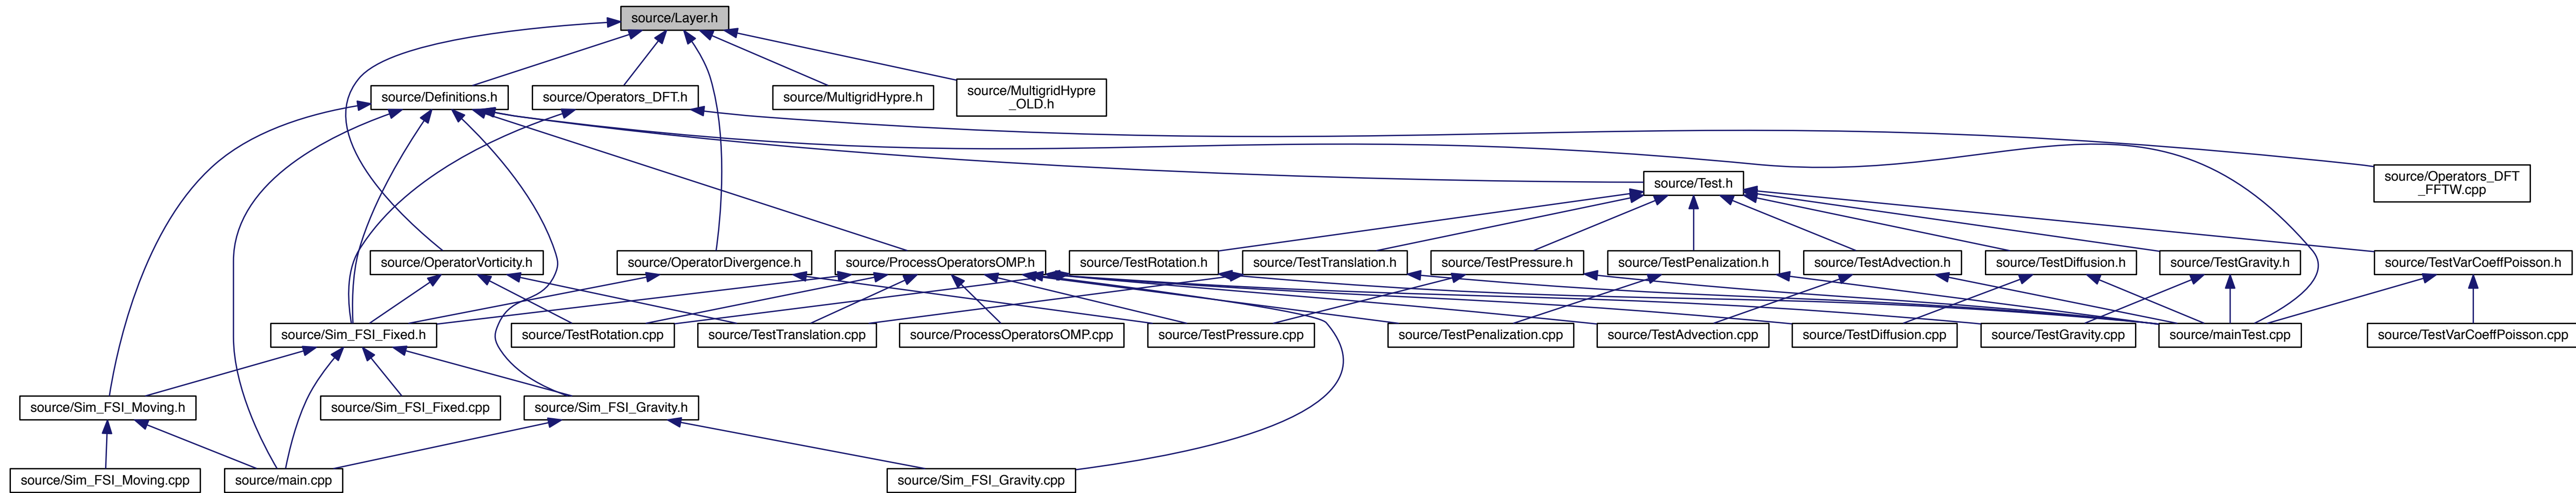 source/Layer.h
source/Definitions.h
source/Operators_DFT.h
source/MultigridHypre.h
source/MultigridHypre
_OLD.h
source/Test.h
source/Operators_DFT
_FFTW.cpp
source/OperatorVorticity.h
source/OperatorDivergence.h
source/ProcessOperatorsOMP.h
source/TestRotation.h
source/TestTranslation.h
source/TestPressure.h
source/TestPenalization.h
source/TestAdvection.h
source/TestDiffusion.h
source/TestGravity.h
source/TestVarCoeffPoisson.h
source/Sim_FSI_Fixed.h
source/TestRotation.cpp
source/TestTranslation.cpp
source/ProcessOperatorsOMP.cpp
source/TestPressure.cpp
source/TestPenalization.cpp
source/TestAdvection.cpp
source/TestDiffusion.cpp
source/TestGravity.cpp
source/mainTest.cpp
source/TestVarCoeffPoisson.cpp
source/Sim_FSI_Moving.h
source/Sim_FSI_Fixed.cpp
source/Sim_FSI_Gravity.h
source/Sim_FSI_Moving.cpp
source/main.cpp
source/Sim_FSI_Gravity.cpp